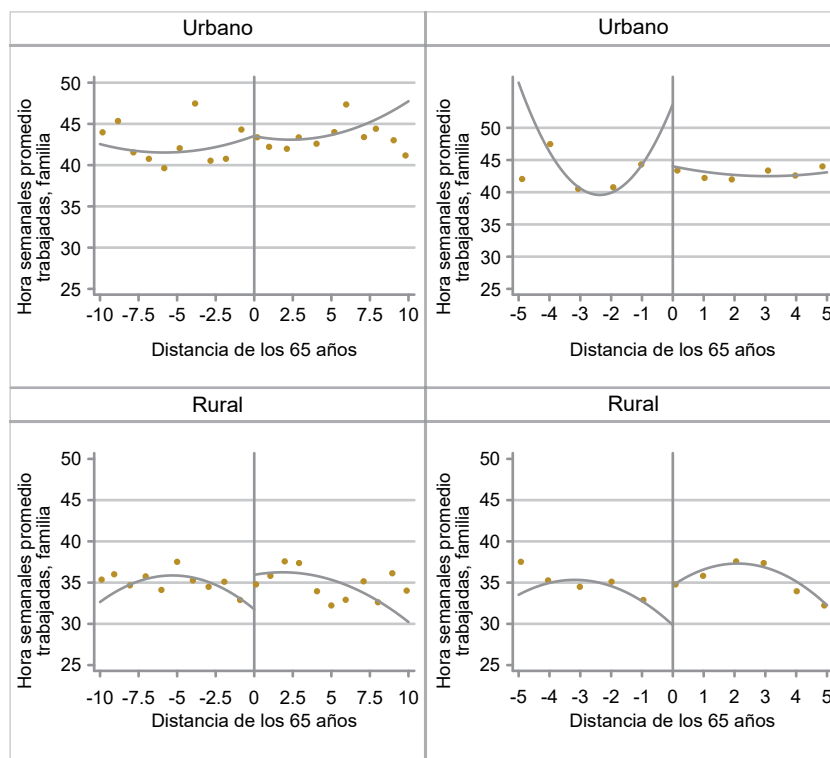 Urbano
Hora semanales promedio
trabajadas, familia
50
45
40
35
30
25
-10 -7.5 -5 -2.5 0 2.5 5 7.5 10
Distancia de los 65 años
Urbano
Hora semanales promedio
trabajadas, familia
50
45
40
35
30
25
-5 -4 -3 -2 -1 0 1 2 3 4 5
Distancia de los 65 años
Rural
Hora semanales promedio
trabajadas, familia
50
45
40
35
30
25
-10 -7.5 -5 -2.5 0 2.5 5 7.5 10
Distancia de los 65 años
Rural
Hora semanales promedio
trabajadas, familia
50
45
40
35
30
25
-5 -4 -3 -2 -1 0 1 2 3 4 5
Distancia de los 65 años